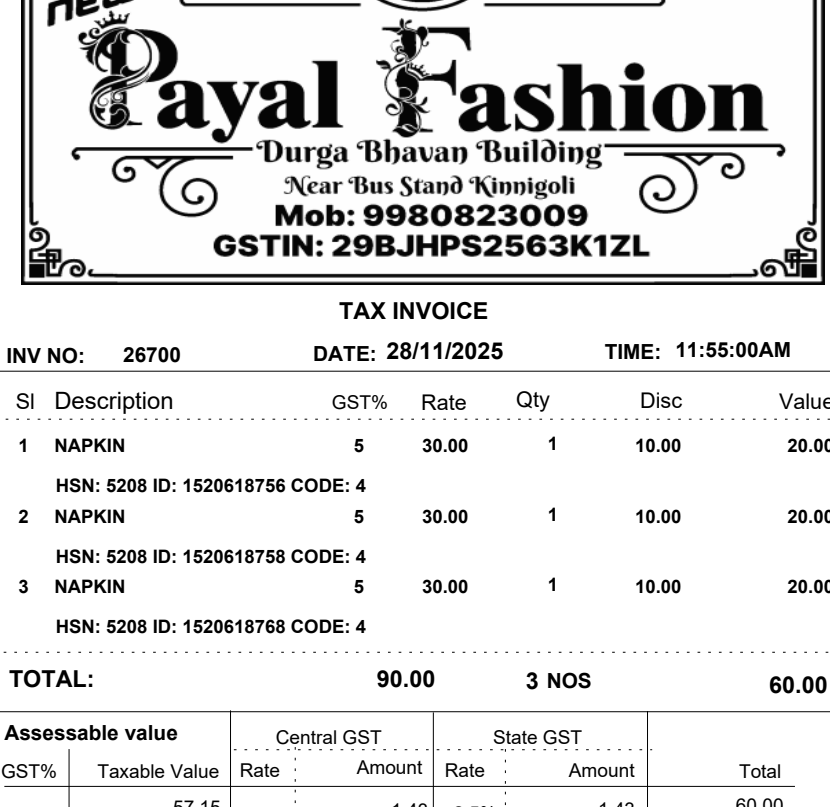 new
Payal Fashion
Durga Bhavan Building
Near Bus Stand Kinnigoli
Mob: 9980823009
GSTIN: 29BJHPS2563K1ZL
TAX INVOICE
INV NO: 26700 DATE: 28/11/2025 TIME: 11:55:00AM
Sl Description GST% Rate Qty Disc Value
1 NAPKIN 5 30.00 1 10.00 20.00
HSN: 5208 ID: 1520618756 CODE: 4
2 NAPKIN 5 30.00 1 10.00 20.00
HSN: 5208 ID: 1520618758 CODE: 4
3 NAPKIN 5 30.00 1 10.00 20.00
HSN: 5208 ID: 1520618768 CODE: 4
TOTAL: 90.00 3 NOS 60.00
Assessable value Central GST State GST
GST% Taxable Value Rate Amount Rate Amount Total
57.15 60.00